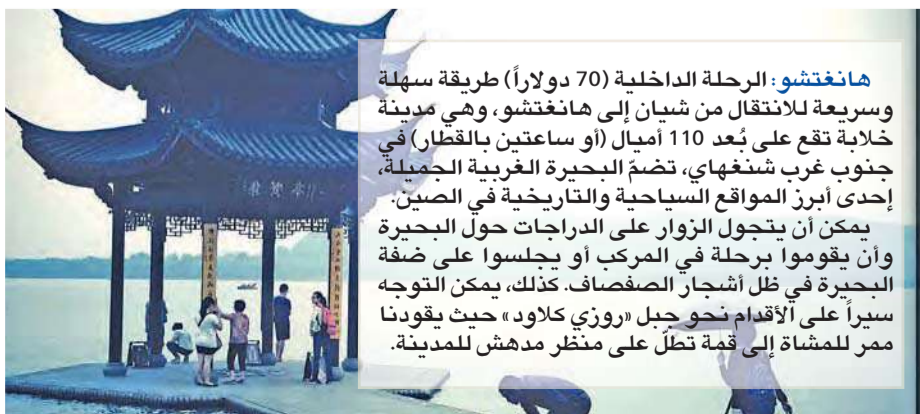 هانغتشو: الرحلة الداخلية (70 دولاراً) طريقة سهلة
وسريعة للانتقال من شيان إلى هانغتشو، وهي مدينة
خلابة تقع على بُعد 110 أميال (أو ساعتين بالقطار) في
جنوب غرب شنغهاي، تضمّ البحيرة الغربية الجميلة،
إحدى أبرز المواقع السياحية والتاريخية في الصين.
يمكن أن يتجول الزوار على الدراجات حول البحيرة
وأن يقوموا برحلة في المركب أو يجلسوا على ضفة
البحيرة في ظل أشجار الصفصاف. كذلك، يمكن التوجه
سيراً على الأقدام نحو جبل «روزي كلاود» حيث يقودنا
ممر للمشاة إلى قمة تطلّ على منظر مدهش للمدينة.